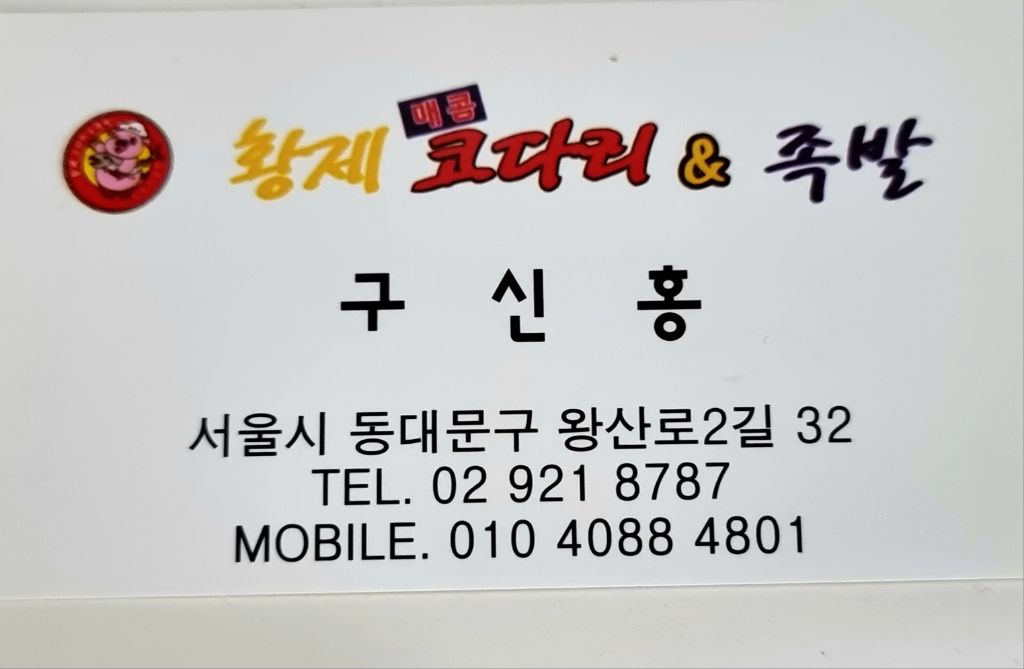 황제 매콤 코다리 & 족발
구 신 홍
서울시 동대문구 왕산로2길 32
TEL. 02 921 8787
MOBILE. 010 4088 4801